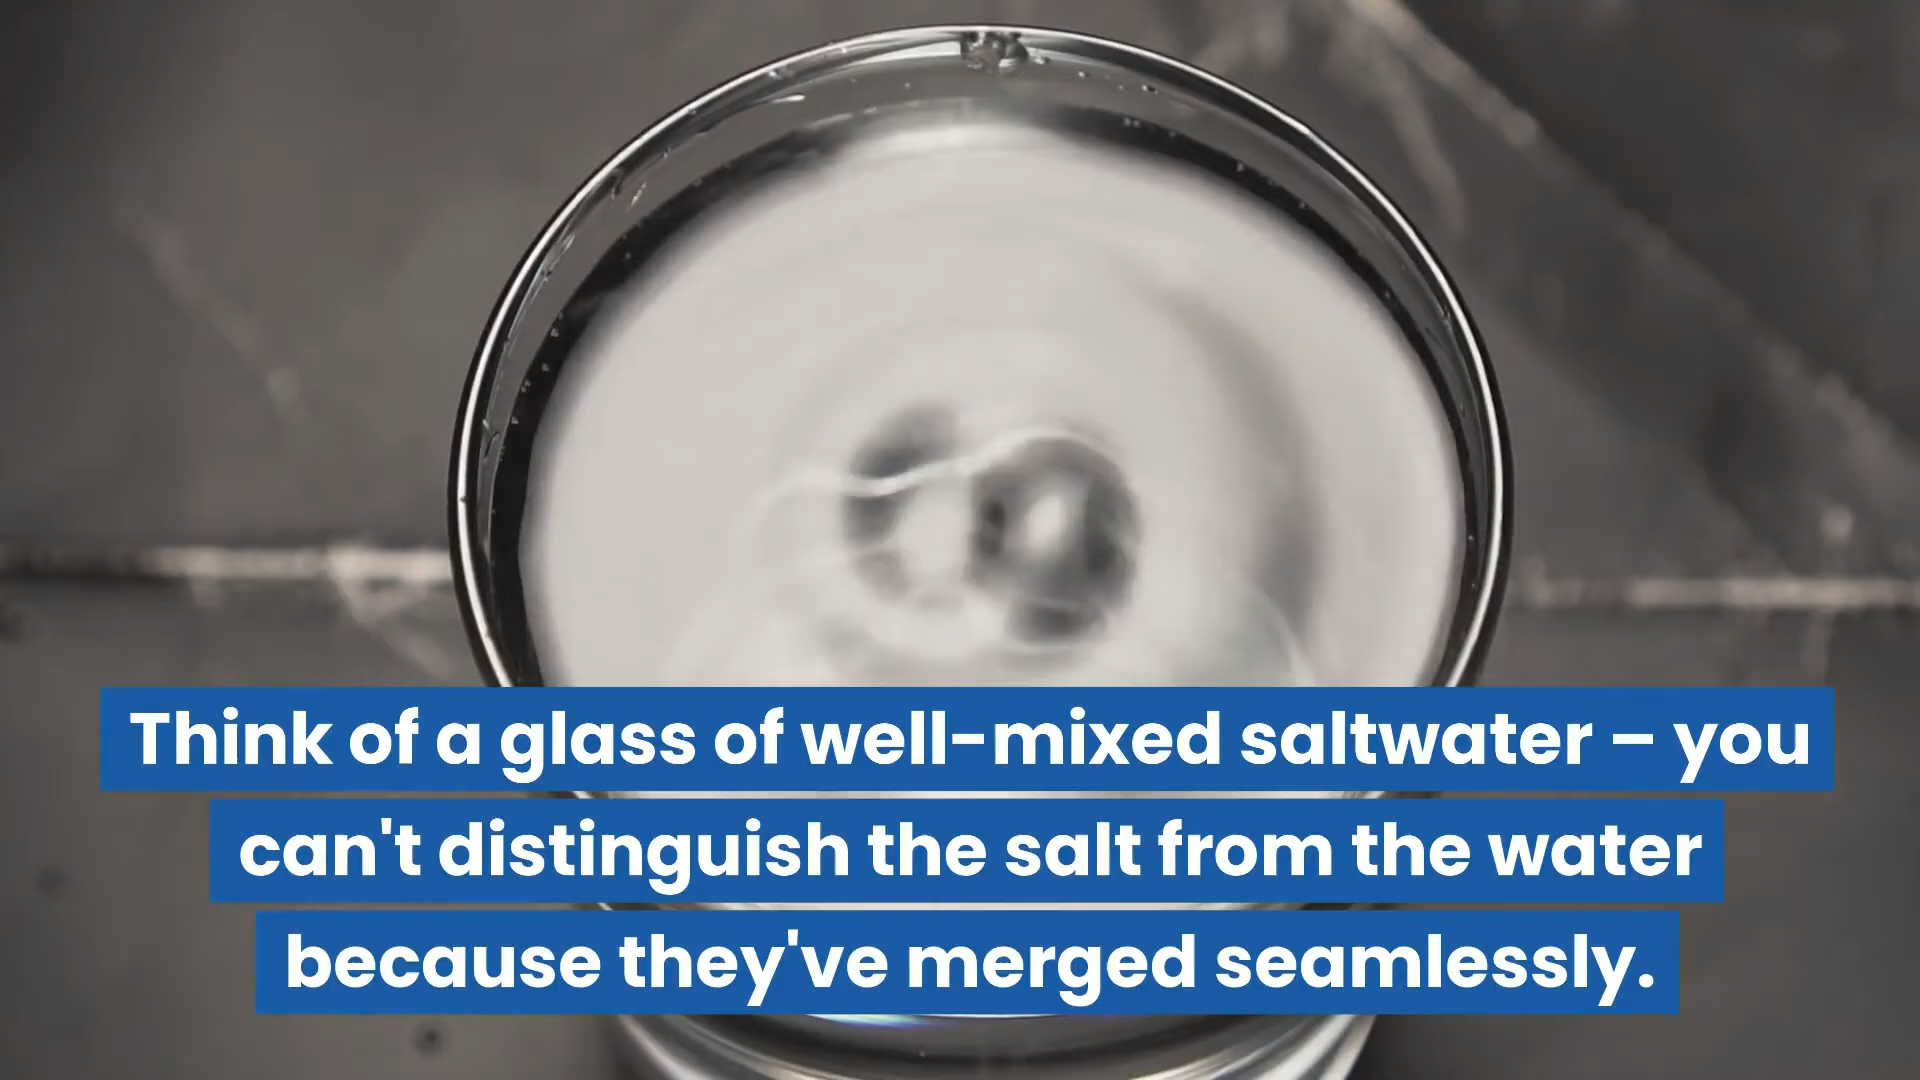 Think of a glass of well-mixed saltwater – you
can't distinguish the salt from the water
because they've merged seamlessly.